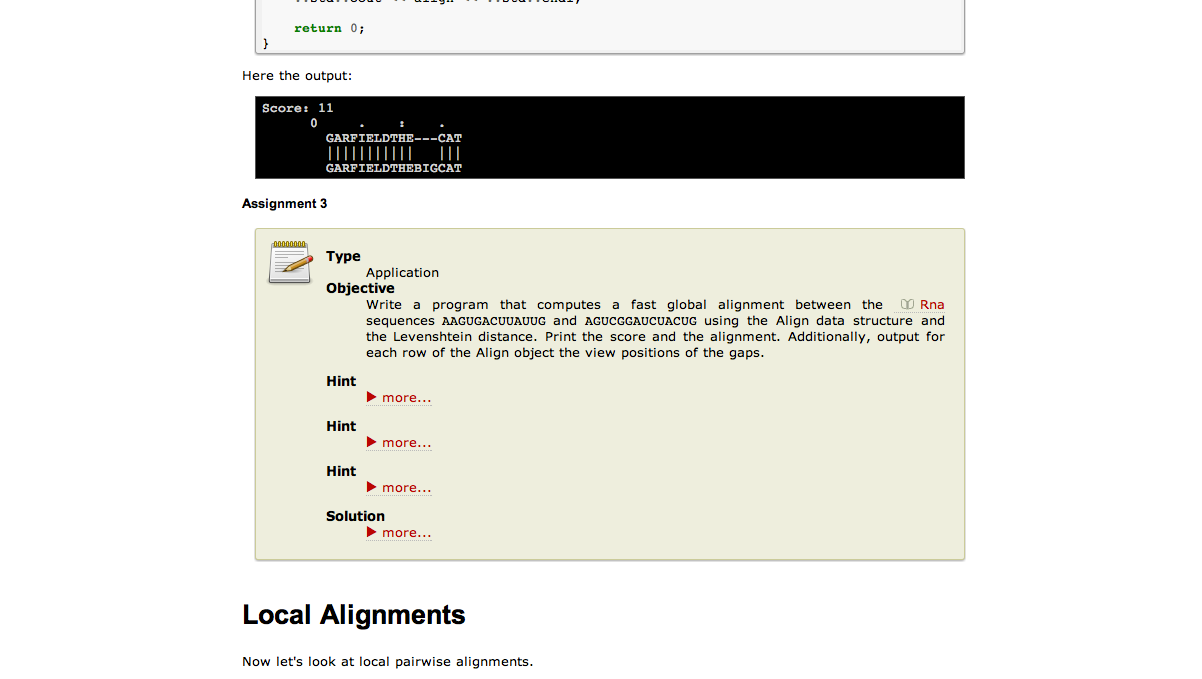 return 0;
}
Here the output:
Score: 11
0 . : .
GARFIELDTHE---CAT
||||||||||| |||
GARFIELDTHEBIGCAT
Assignment 3
Type
Application
Objective
Write a program that computes a fast global alignment between the Rna
sequences AAGUGACUUAUUG and AGUCGGAUCUACUG using the Align data structure and
the Levenshtein distance. Print the score and the alignment. Additionally, output for
each row of the Align object the view positions of the gaps.
Hint
more...
Hint
more...
Hint
more...
Solution
more...
Local Alignments
Now let's look at local pairwise alignments.